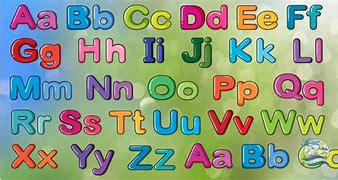 Aa Bb Cc Dd Ee Ff
Gg Hh Ii Jj Kk Ll
Mm Nn Oo Pp Qq
Rr Ss Tt Uu Vv Ww
Xx Yy Zz Aa Bb Cc